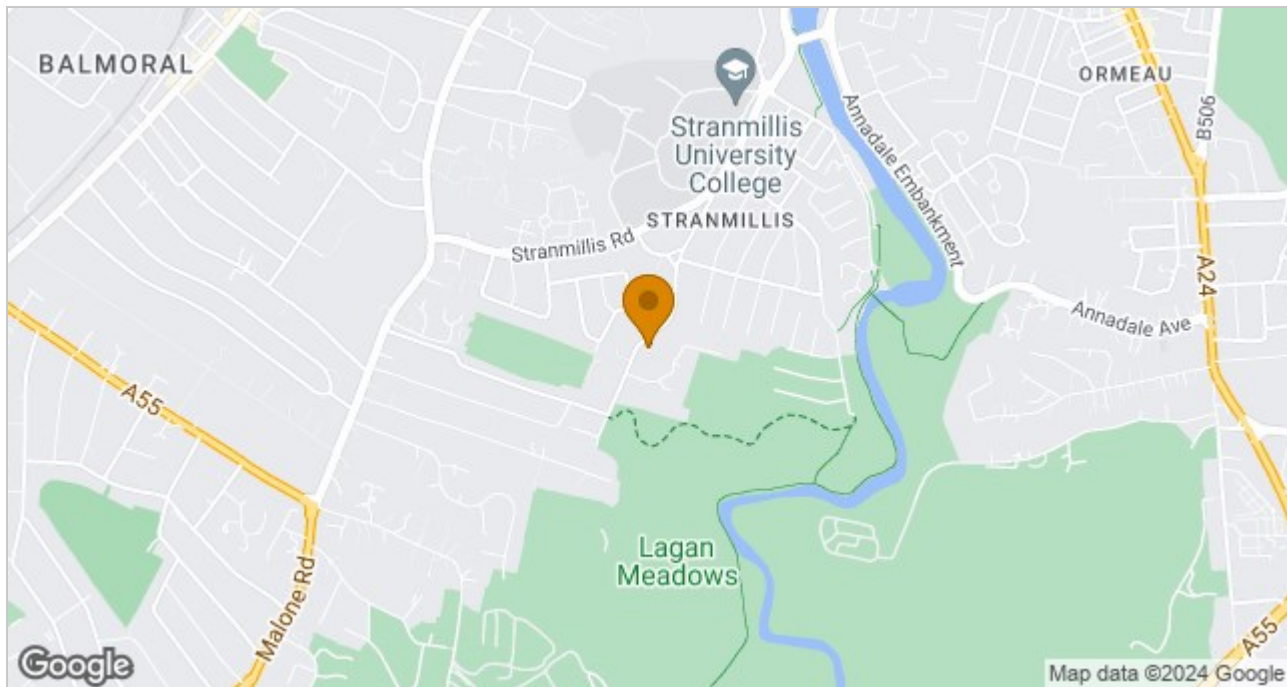 BALMORAL
ORMEAU
B506
Stranmillis
University
College
Annadale Embankment
STRANMILLIS
Stranmillis Rd
A24
Annadale Ave
A55
Lagan
Meadows
Malone Rd
A55
Google
Map data ©2024 Google